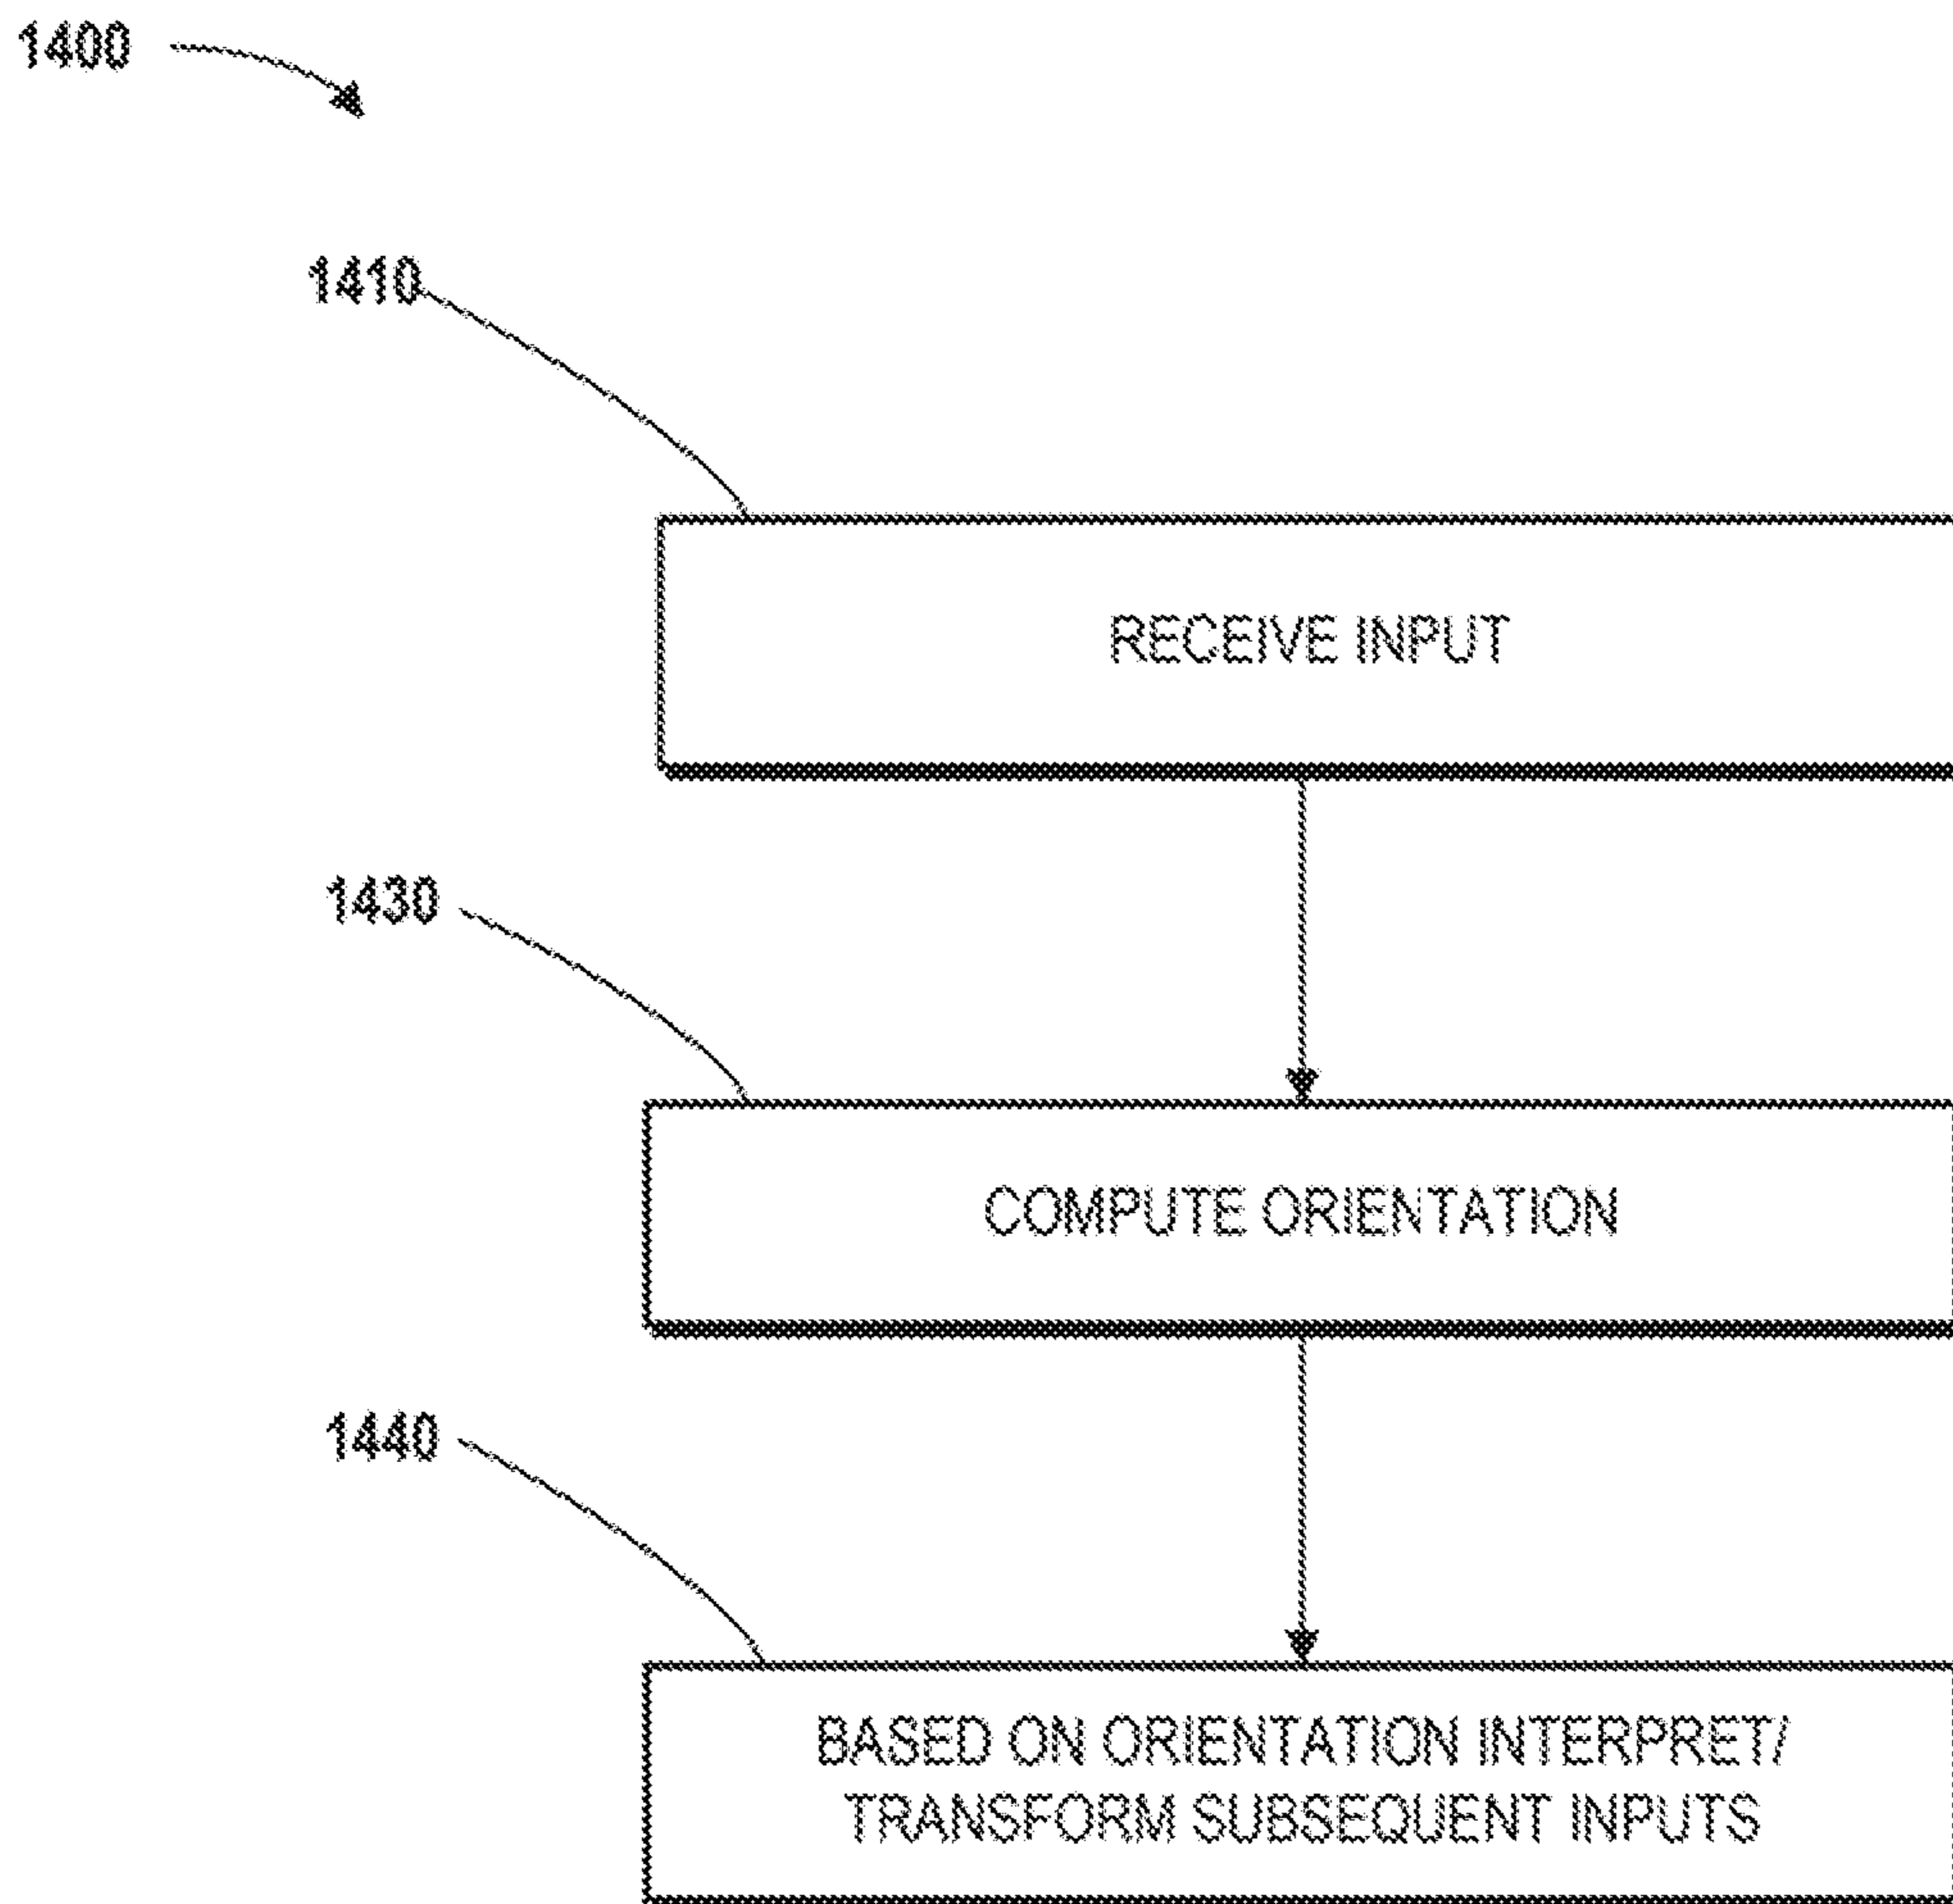 1400
1410
RECEIVE INPUT
1430
COMPUTE ORIENTATION
1440
BASED ON ORIENTATION INTERPRET/
TRANSFORM SUBSEQUENT INPUTS